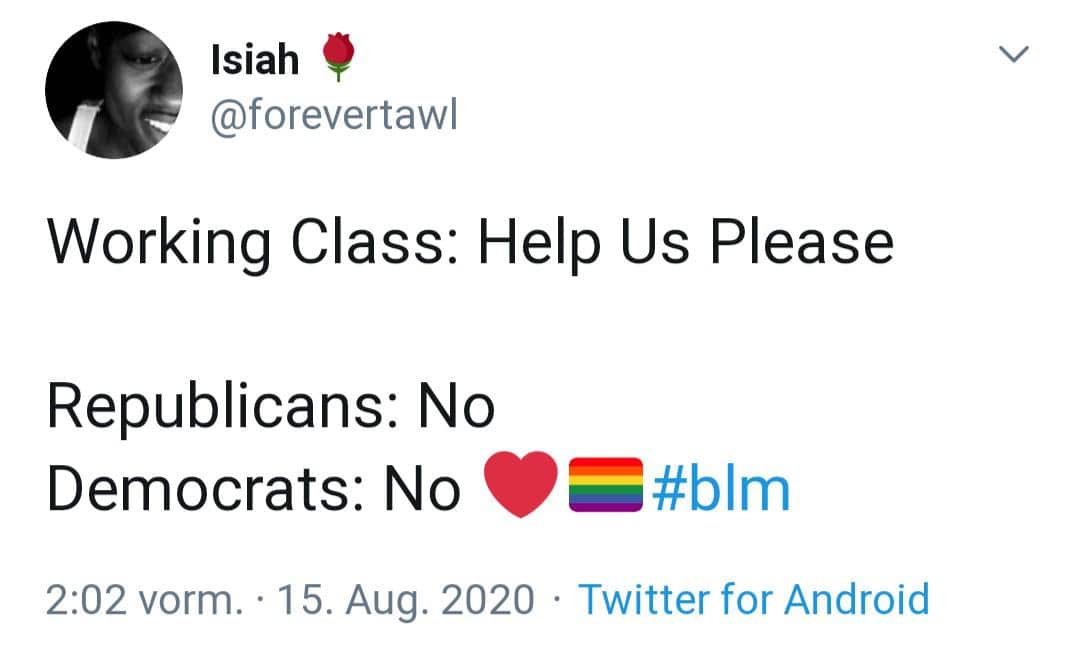 Isiah 🌹
@forevertawl
Working Class: Help Us Please
Republicans: No
Democrats: No ❤️🏳️‍🌈#blm
2:02 vorm. · 15. Aug. 2020 · Twitter for Android